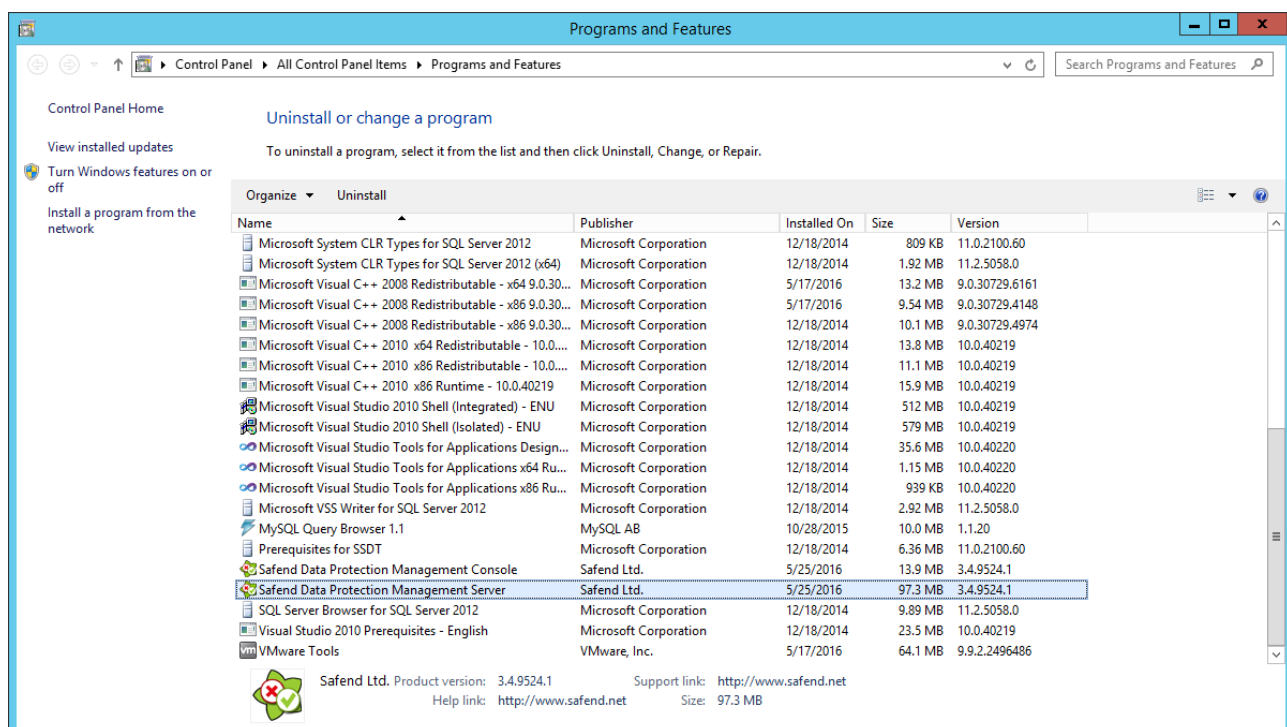 Programs and Features
Control Panel All Control Panel Items Programs and Features
Search Programs and Features
Control Panel Home
View installed updates
Turn Windows features on or
off
Install a program from the
network
Uninstall or change a program
To uninstall a program, select it from the list and then click Uninstall, Change, or Repair.
Organize Uninstall
Name Publisher Installed On Size Version
Microsoft System CLR Types for SQL Server 2012 Microsoft Corporation 12/18/2014 809 KB 11.0.2100.60
Microsoft System CLR Types for SQL Server 2012 (x64) Microsoft Corporation 12/18/2014 1.92 MB 11.2.5058.0
Microsoft Visual C++ 2008 Redistributable - x64 9.0.30... Microsoft Corporation 5/17/2016 13.2 MB 9.0.30729.6161
Microsoft Visual C++ 2008 Redistributable - x86 9.0.30... Microsoft Corporation 5/17/2016 9.54 MB 9.0.30729.4148
Microsoft Visual C++ 2008 Redistributable - x86 9.0.30... Microsoft Corporation 12/18/2014 10.1 MB 9.0.30729.4974
Microsoft Visual C++ 2010 x64 Redistributable - 10.0.... Microsoft Corporation 12/18/2014 13.8 MB 10.0.40219
Microsoft Visual C++ 2010 x86 Redistributable - 10.0.... Microsoft Corporation 12/18/2014 11.1 MB 10.0.40219
Microsoft Visual C++ 2010 x86 Runtime - 10.0.40219 Microsoft Corporation 12/18/2014 15.9 MB 10.0.40219
Microsoft Visual Studio 2010 Shell (Integrated) - ENU Microsoft Corporation 12/18/2014 512 MB 10.0.40219
Microsoft Visual Studio 2010 Shell (Isolated) - ENU Microsoft Corporation 12/18/2014 579 MB 10.0.40219
Microsoft Visual Studio Tools for Applications Design... Microsoft Corporation 12/18/2014 35.6 MB 10.0.40220
Microsoft Visual Studio Tools for Applications x64 Ru... Microsoft Corporation 12/18/2014 1.15 MB 10.0.40220
Microsoft Visual Studio Tools for Applications x86 Ru... Microsoft Corporation 12/18/2014 939 KB 10.0.40220
Microsoft VSS Writer for SQL Server 2012 Microsoft Corporation 12/18/2014 2.92 MB 11.2.5058.0
MySQL Query Browser 1.1 MySQL AB 10/28/2015 10.0 MB 1.1.20
Prerequisites for SSDT Microsoft Corporation 12/18/2014 6.36 MB 11.0.2100.60
Safend Data Protection Management Console Safend Ltd. 5/25/2016 13.9 MB 3.4.9524.1
Safend Data Protection Management Server Safend Ltd. 5/25/2016 97.3 MB 3.4.9524.1
SQL Server Browser for SQL Server 2012 Microsoft Corporation 12/18/2014 9.89 MB 11.2.5058.0
Visual Studio 2010 Prerequisites - English Microsoft Corporation 12/18/2014 23.5 MB 10.0.40219
vm VMware Tools VMware, Inc. 5/17/2016 64.1 MB 9.9.2.2496486
Safend Ltd. Product version: 3.4.9524.1 Support link: http://www.safend.net
Help link: http://www.safend.net Size: 97.3 MB